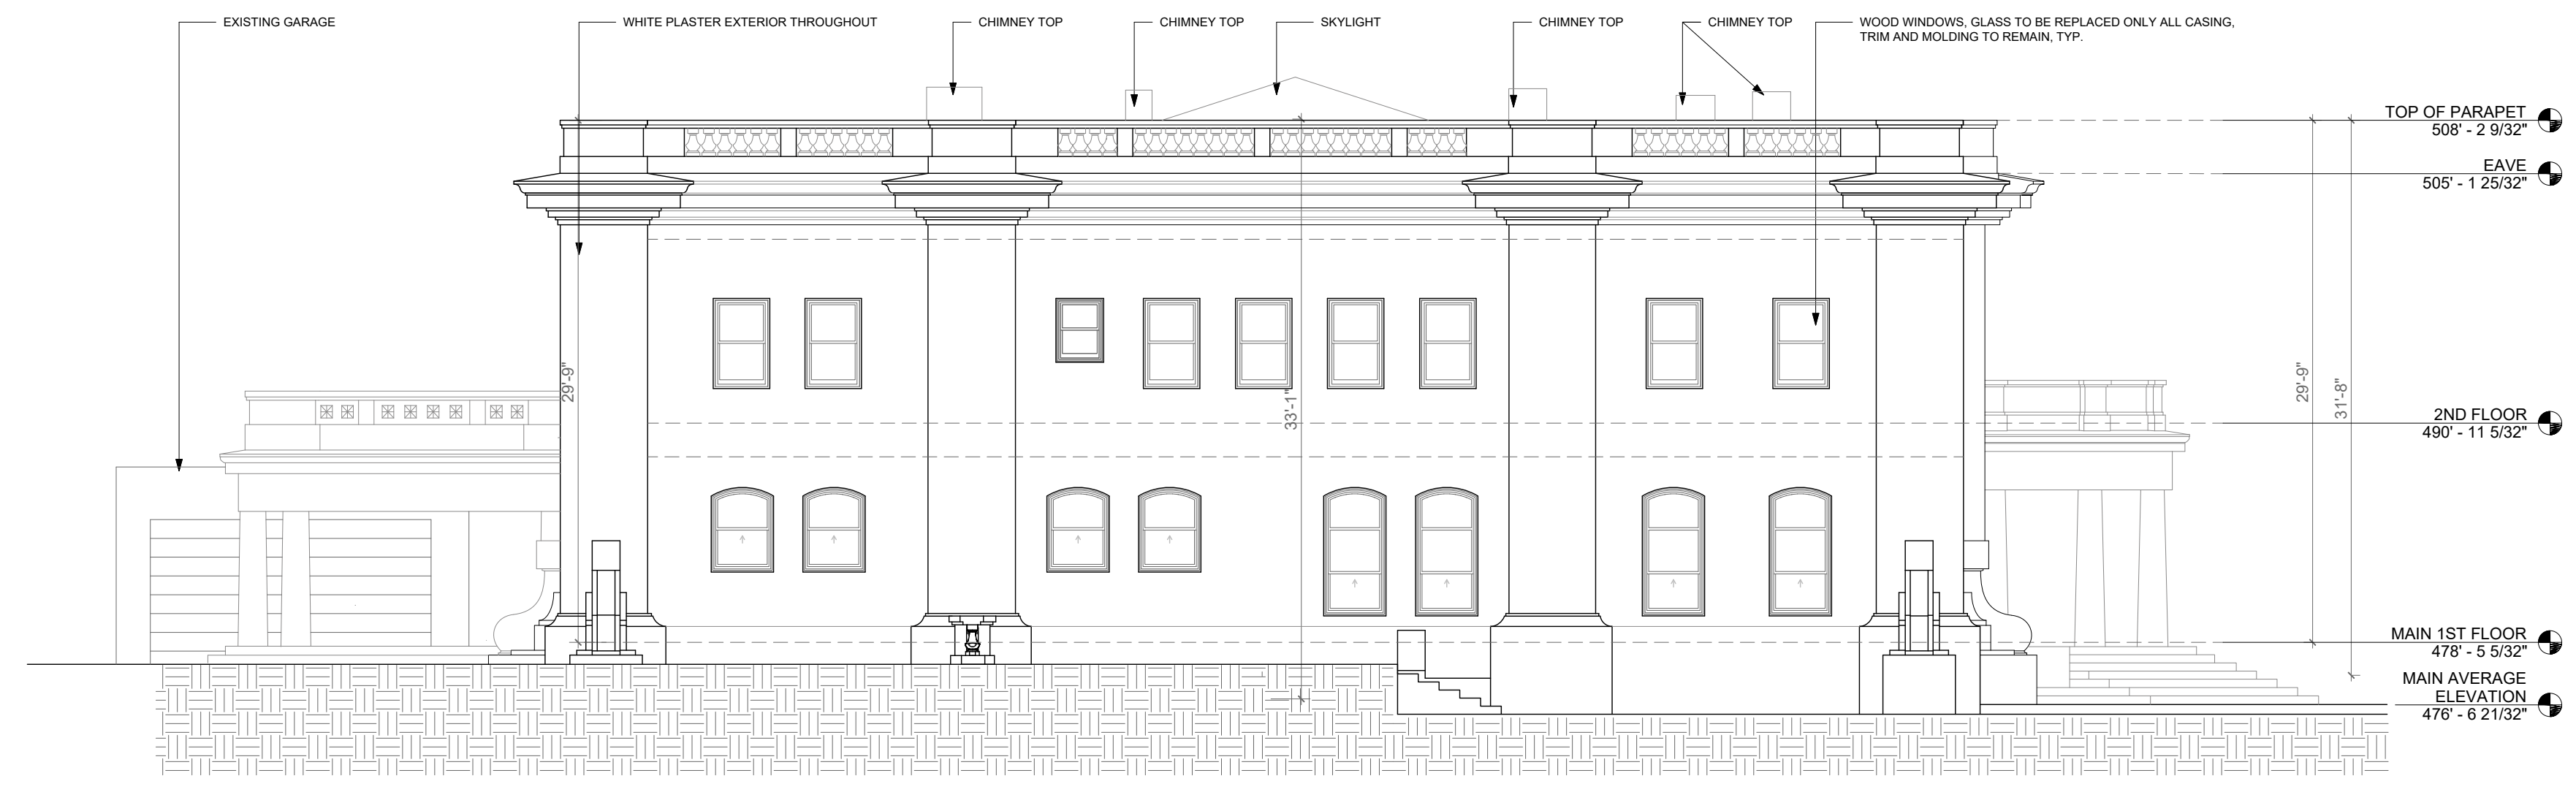 EXISTING GARAGE
WHITE PLASTER EXTERIOR THROUGHOUT
CHIMNEY TOP
CHIMNEY TOP
SKYLIGHT
CHIMNEY TOP
CHIMNEY TOP
WOOD WINDOWS, GLASS TO BE REPLACED ONLY ALL CASING,
TRIM AND MOLDING TO REMAIN, TYP.
TOP OF PARAPET
508' - 2 9/32"
EAVE
505' - 1 25/32"
29'-9"
33'-1"
29'-9"
31'-8"
2ND FLOOR
490' - 11 5/32"
MAIN 1ST FLOOR
478' - 5 5/32"
MAIN AVERAGE
ELEVATION
476' - 6 21/32"